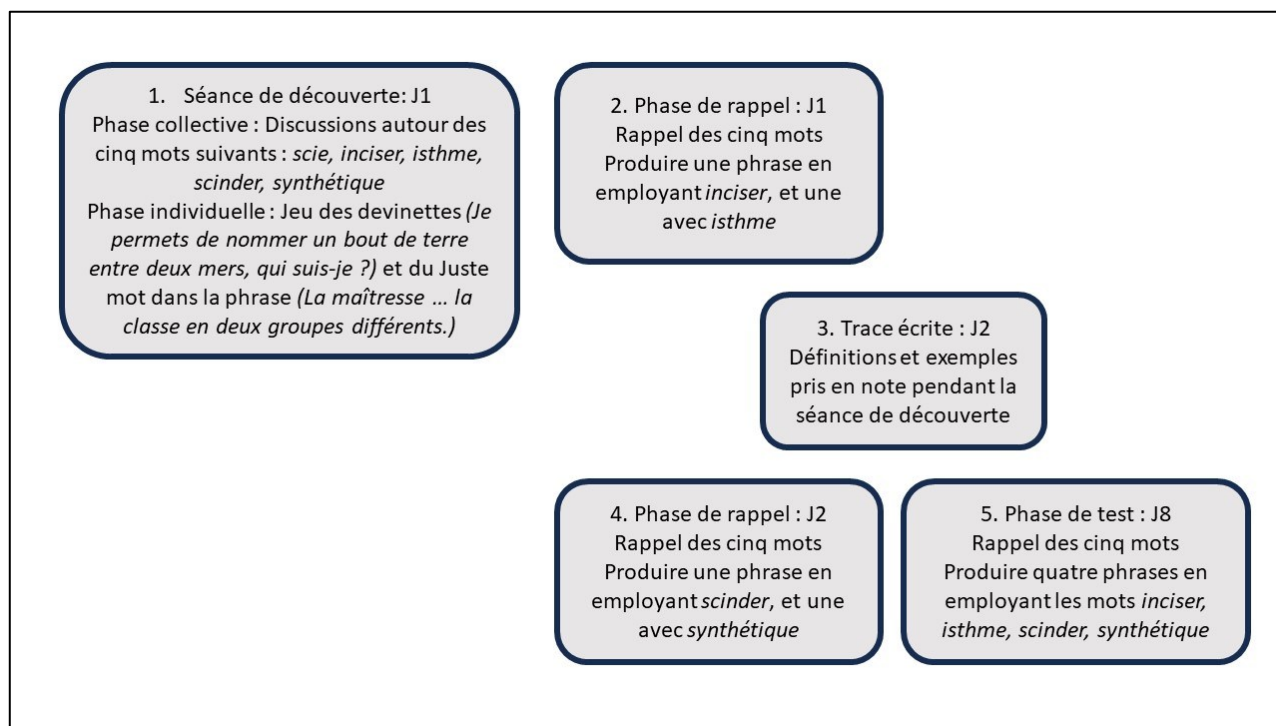 1. Séance de découverte: J1
Phase collective : Discussions autour des
cinq mots suivants : scie, inciser, isthme,
scinder, synthétique
Phase individuelle : Jeu des devinettes (Je
permets de nommer un bout de terre
entre deux mers, qui suis-je ?) et du Juste
mot dans la phrase (La maîtresse ... la
classe en deux groupes différents.)
2. Phase de rappel : J1
Rappel des cinq mots
Produire une phrase en
employant inciser, et une
avec isthme
3. Trace écrite : J2
Définitions et exemples
pris en note pendant la
séance de découverte
4. Phase de rappel : J2
Rappel des cinq mots
Produire une phrase en
employant scinder, et une
avec synthétique
5. Phase de test : J8
Rappel des cinq mots
Produire quatre phrases en
employant les mots inciser,
isthme, scinder, synthétique